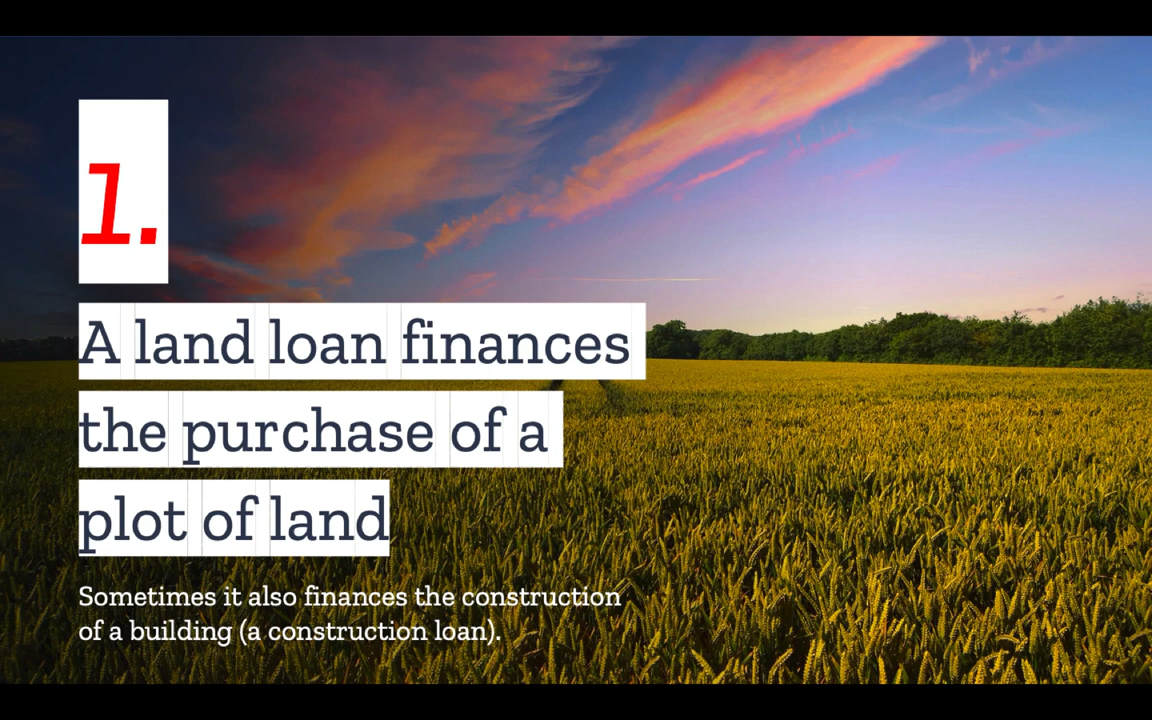 1.
A land loan finances
the purchase of a
plot of land
Sometimes it also finances the construction
of a building (a construction loan).